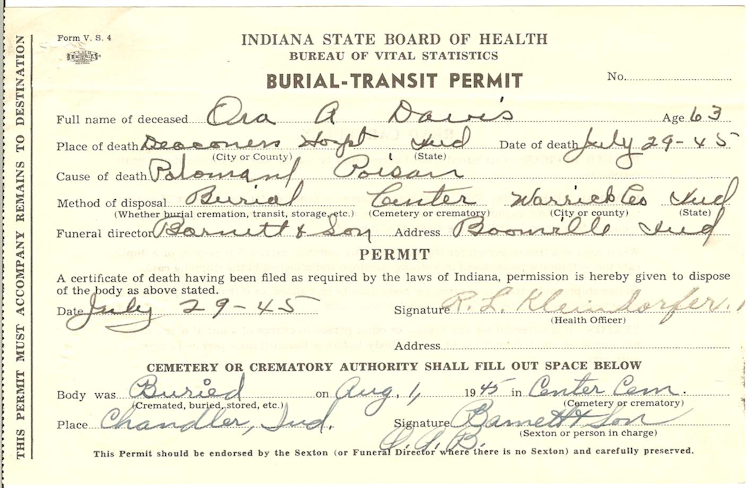 Form V. S. 4
INDIANA STATE BOARD OF HEALTH
BUREAU OF VITAL STATISTICS
BURIAL-TRANSIT PERMIT
No.
Full name of deceased Ora A Davis Age 63
Place of death Deaconess Hospt Ind Date of death July 29-45
(City or County) (State)
Cause of death Poison
Method of disposal Burial Center Warrick Co Ind
(Whether burial cremation, transit, storage, etc.) (Cemetery or crematory) (City or county) (State)
Funeral director Barnett & Son Address Boonville Ind
PERMIT
A certificate of death having been filed as required by the laws of Indiana, permission is hereby given to dispose
of the body as above stated.
Date July 29-45 Signature R. L. Kleindorfer.
(Health Officer)
Address
CEMETERY OR CREMATORY AUTHORITY SHALL FILL OUT SPACE BELOW
Body was Buried on Aug. 1, 1945 in Center Cem.
(Cremated, buried, stored, etc.) (Cemetery or crematory)
Place Chandler, Ind. Signature Barnett & Son
(Sexton or person in charge)
This Permit should be endorsed by the Sexton (or Funeral Director where there is no Sexton) and carefully preserved.
THIS PERMIT MUST ACCOMPANY REMAINS TO DESTINATION